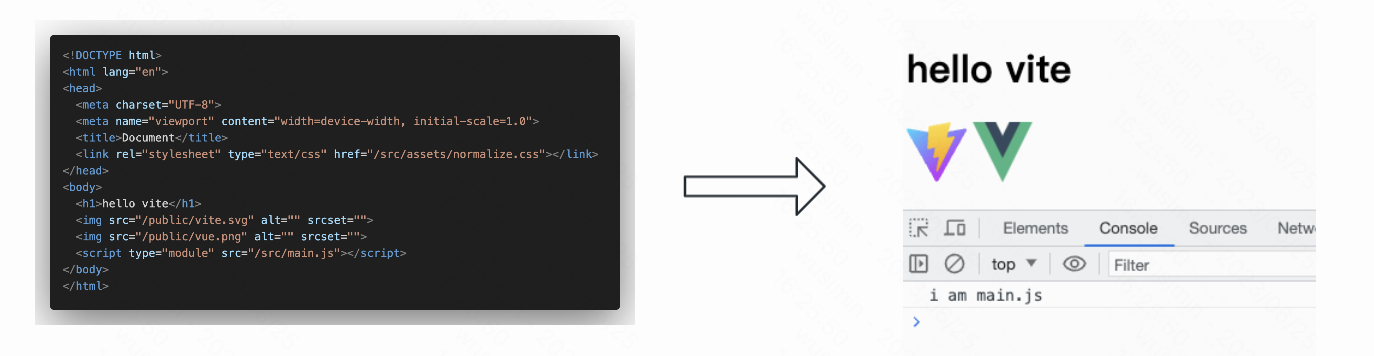 <!DOCTYPE html>
<html lang="en">
<head>
  <meta charset="UTF-8">
  <meta name="viewport" content="width=device-width, initial-scale=1.0">
  <title>Document</title>
  <link rel="stylesheet" type="text/css" href="/src/assets/normalize.css"></link>
</head>
<body>
  <h1>hello vite</h1>
  <img src="/public/vite.svg" alt="" srcset="">
  <img src="/public/vue.png" alt="" srcset="">
  <script type="module" src="/src/main.js"></script>
</body>
</html>
hello vite
Elements Console Sources Netw
top Filter
i am main.js